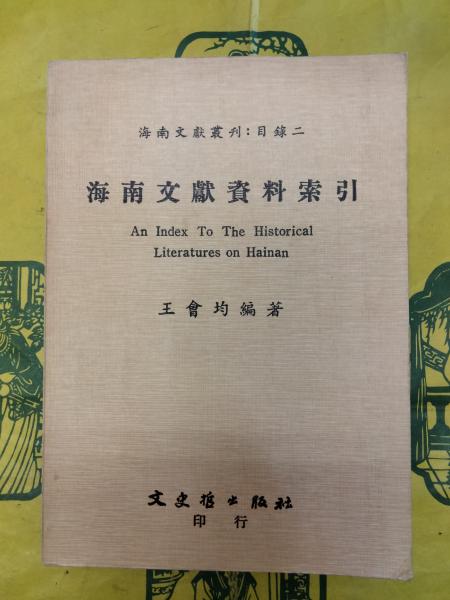 海南文獻叢刊：目錄二
海南文獻資料索引
An Index To The Historical
Literatures on Hainan
王會均編著
文史哲出版社
印行